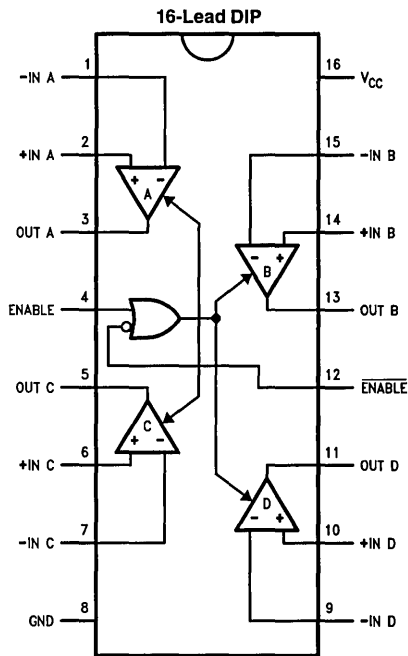 16-Lead DIP
1
-IN A
2
+IN A
3
OUT A
4
ENABLE
5
OUT C
6
+IN C
7
-IN C
8
GND
16
VCC
15
-IN B
14
+IN B
13
OUT B
12
ENABLE
11
OUT D
10
+IN D
9
-IN D
+ -
A
- +
B
C
+ -
D
- +